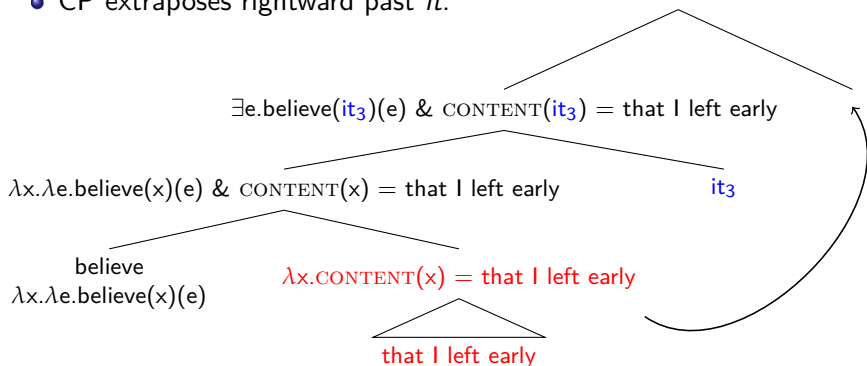 CP extraposes rightward past it.
∃e.believe(it₃)(e) & CONTENT(it₃) = that I left early
λx.λe.believe(x)(e) & CONTENT(x) = that I left early
it₃
believe
λx.λe.believe(x)(e)
λx.CONTENT(x) = that I left early
that I left early